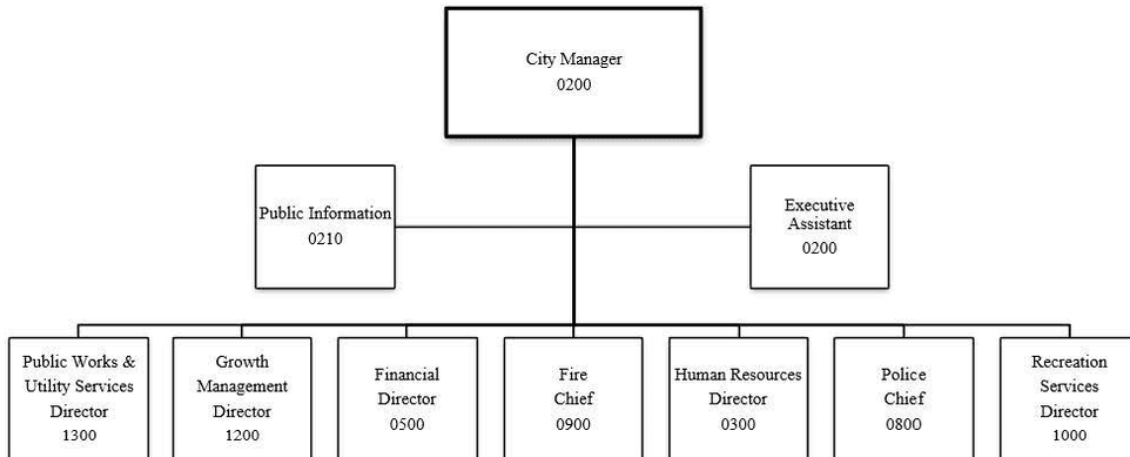 City Manager
0200
Public Information
0210
Executive
Assistant
0200
Public Works &
Utility Services
Director
1300
Growth
Management
Director
1200
Financial
Director
0500
Fire
Chief
0900
Human Resources
Director
0300
Police
Chief
0800
Recreation
Services
Director
1000